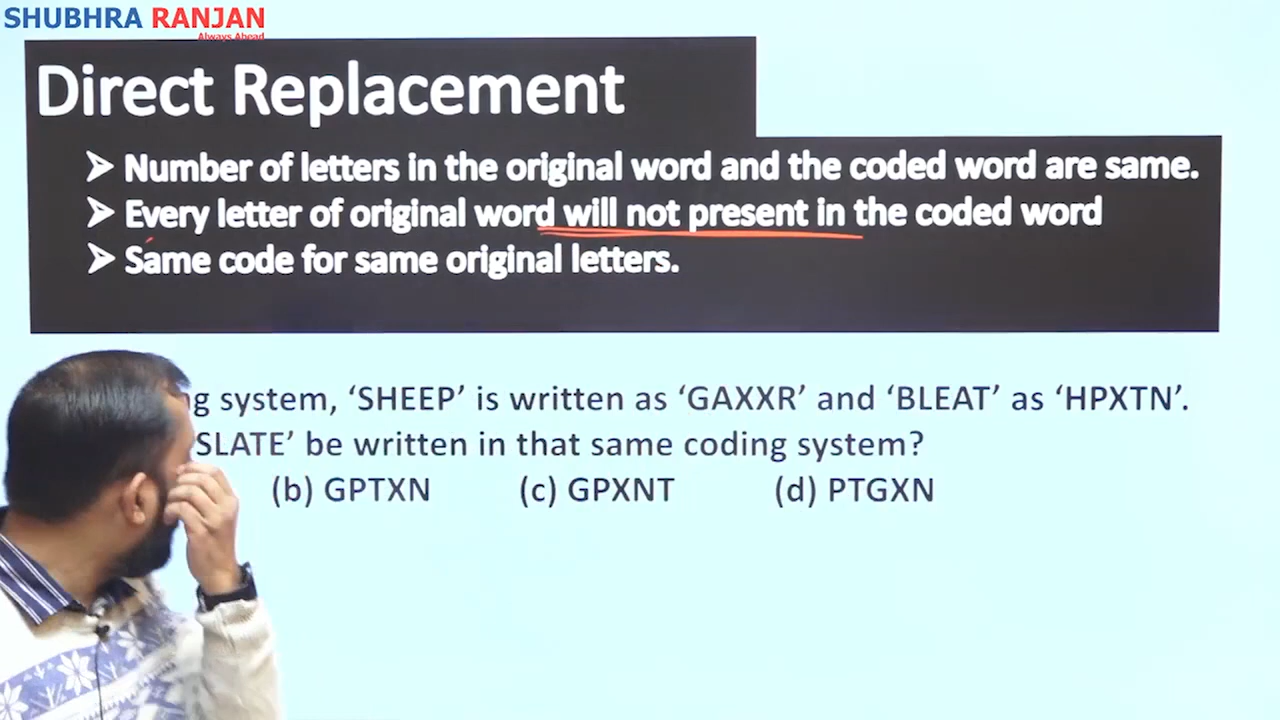 SHUBHRA RANJAN
Always Ahead
Direct Replacement
➢ Number of letters in the original word and the coded word are same.
➢ Every letter of original word will not present in the coded word
➢ Same code for same original letters.
ng system, ‘SHEEP’ is written as ‘GAXXR’ and ‘BLEAT’ as ‘HPXTN’.
SLATE’ be written in that same coding system?
(b) GPTXN (c) GPXNT (d) PTGXN